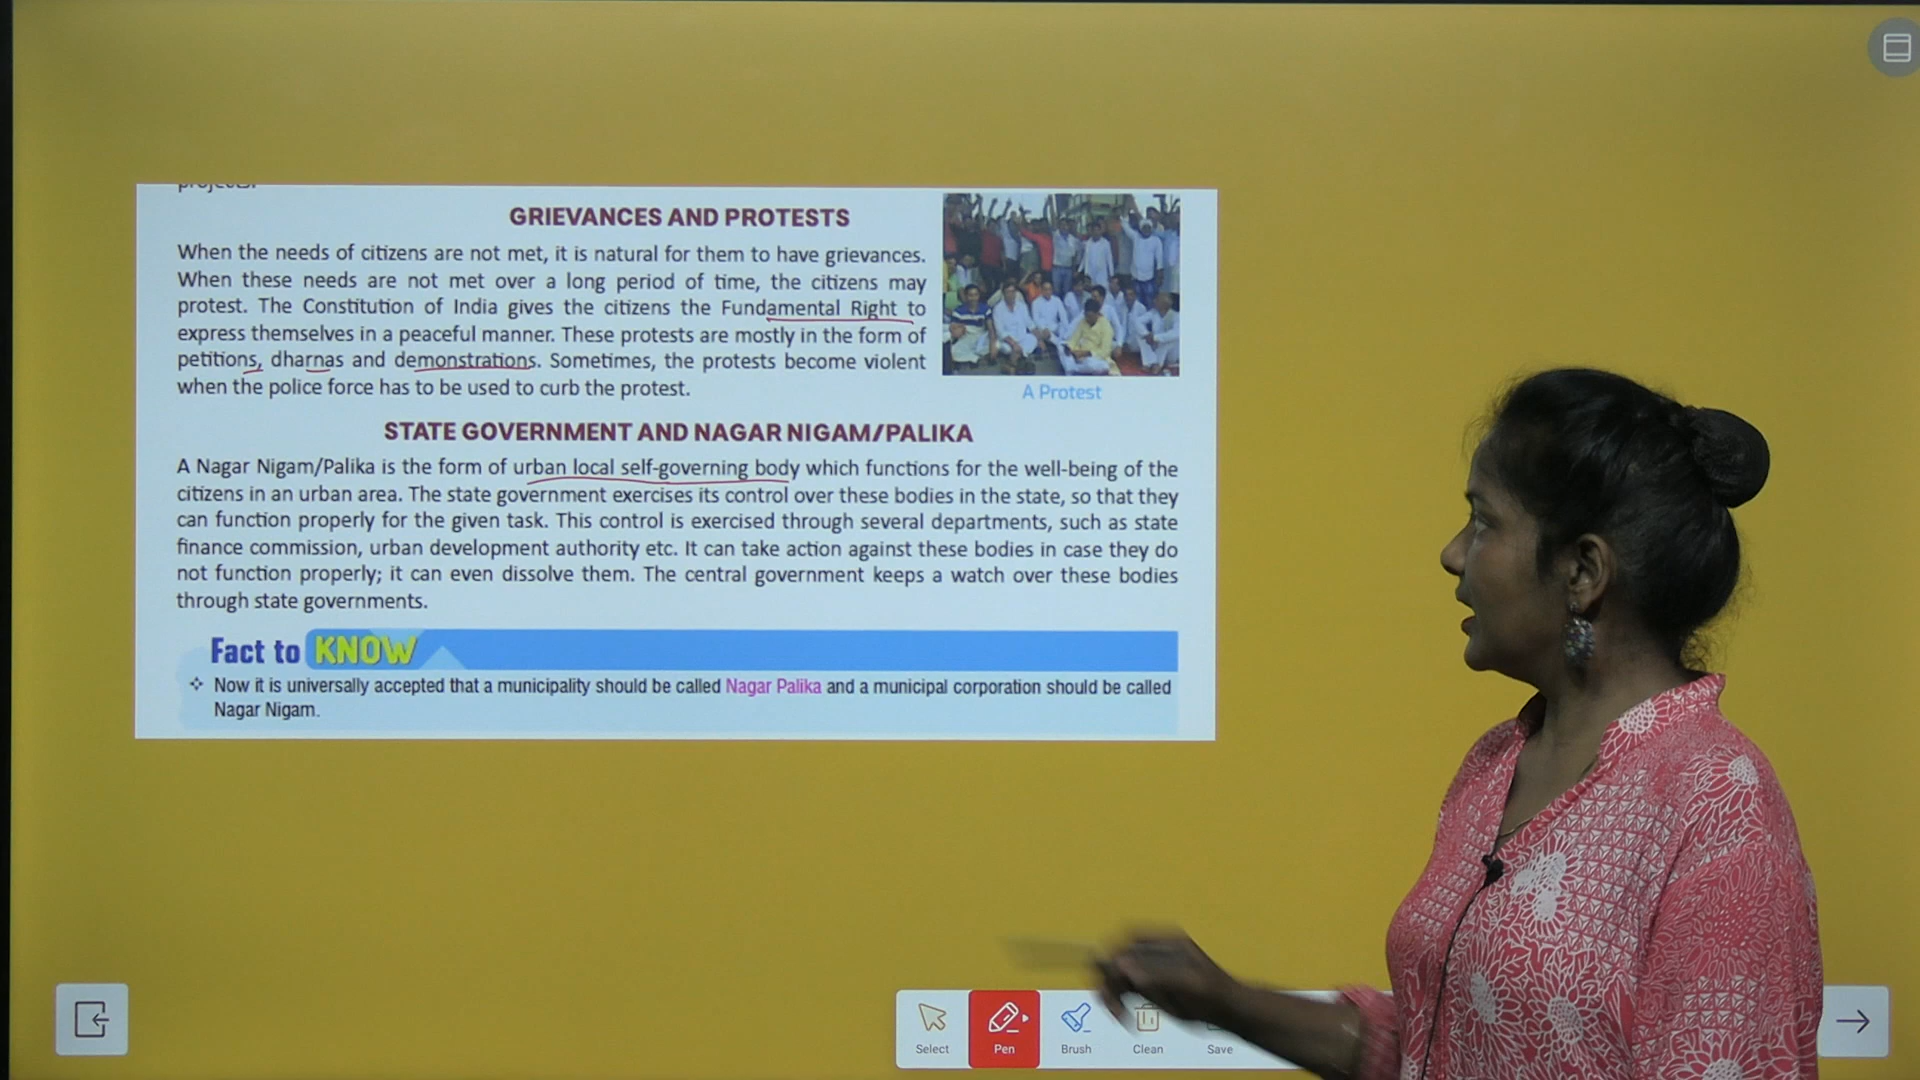 projects.
GRIEVANCES AND PROTESTS
When the needs of citizens are not met, it is natural for them to have grievances.
When these needs are not met over a long period of time, the citizens may
protest. The Constitution of India gives the citizens the Fundamental Right to
express themselves in a peaceful manner. These protests are mostly in the form of
petitions, dharnas and demonstrations. Sometimes, the protests become violent
when the police force has to be used to curb the protest.
A Protest
STATE GOVERNMENT AND NAGAR NIGAM/PALIKA
A Nagar Nigam/Palika is the form of urban local self-governing body which functions for the well-being of the
citizens in an urban area. The state government exercises its control over these bodies in the state, so that they
can function properly for the given task. This control is exercised through several departments, such as state
finance commission, urban development authority etc. It can take action against these bodies in case they do
not function properly; it can even dissolve them. The central government keeps a watch over these bodies
through state governments.
Fact to KNOW
❖ Now it is universally accepted that a municipality should be called Nagar Palika and a municipal corporation should be called
Nagar Nigam.
Select Pen Brush Clean Save